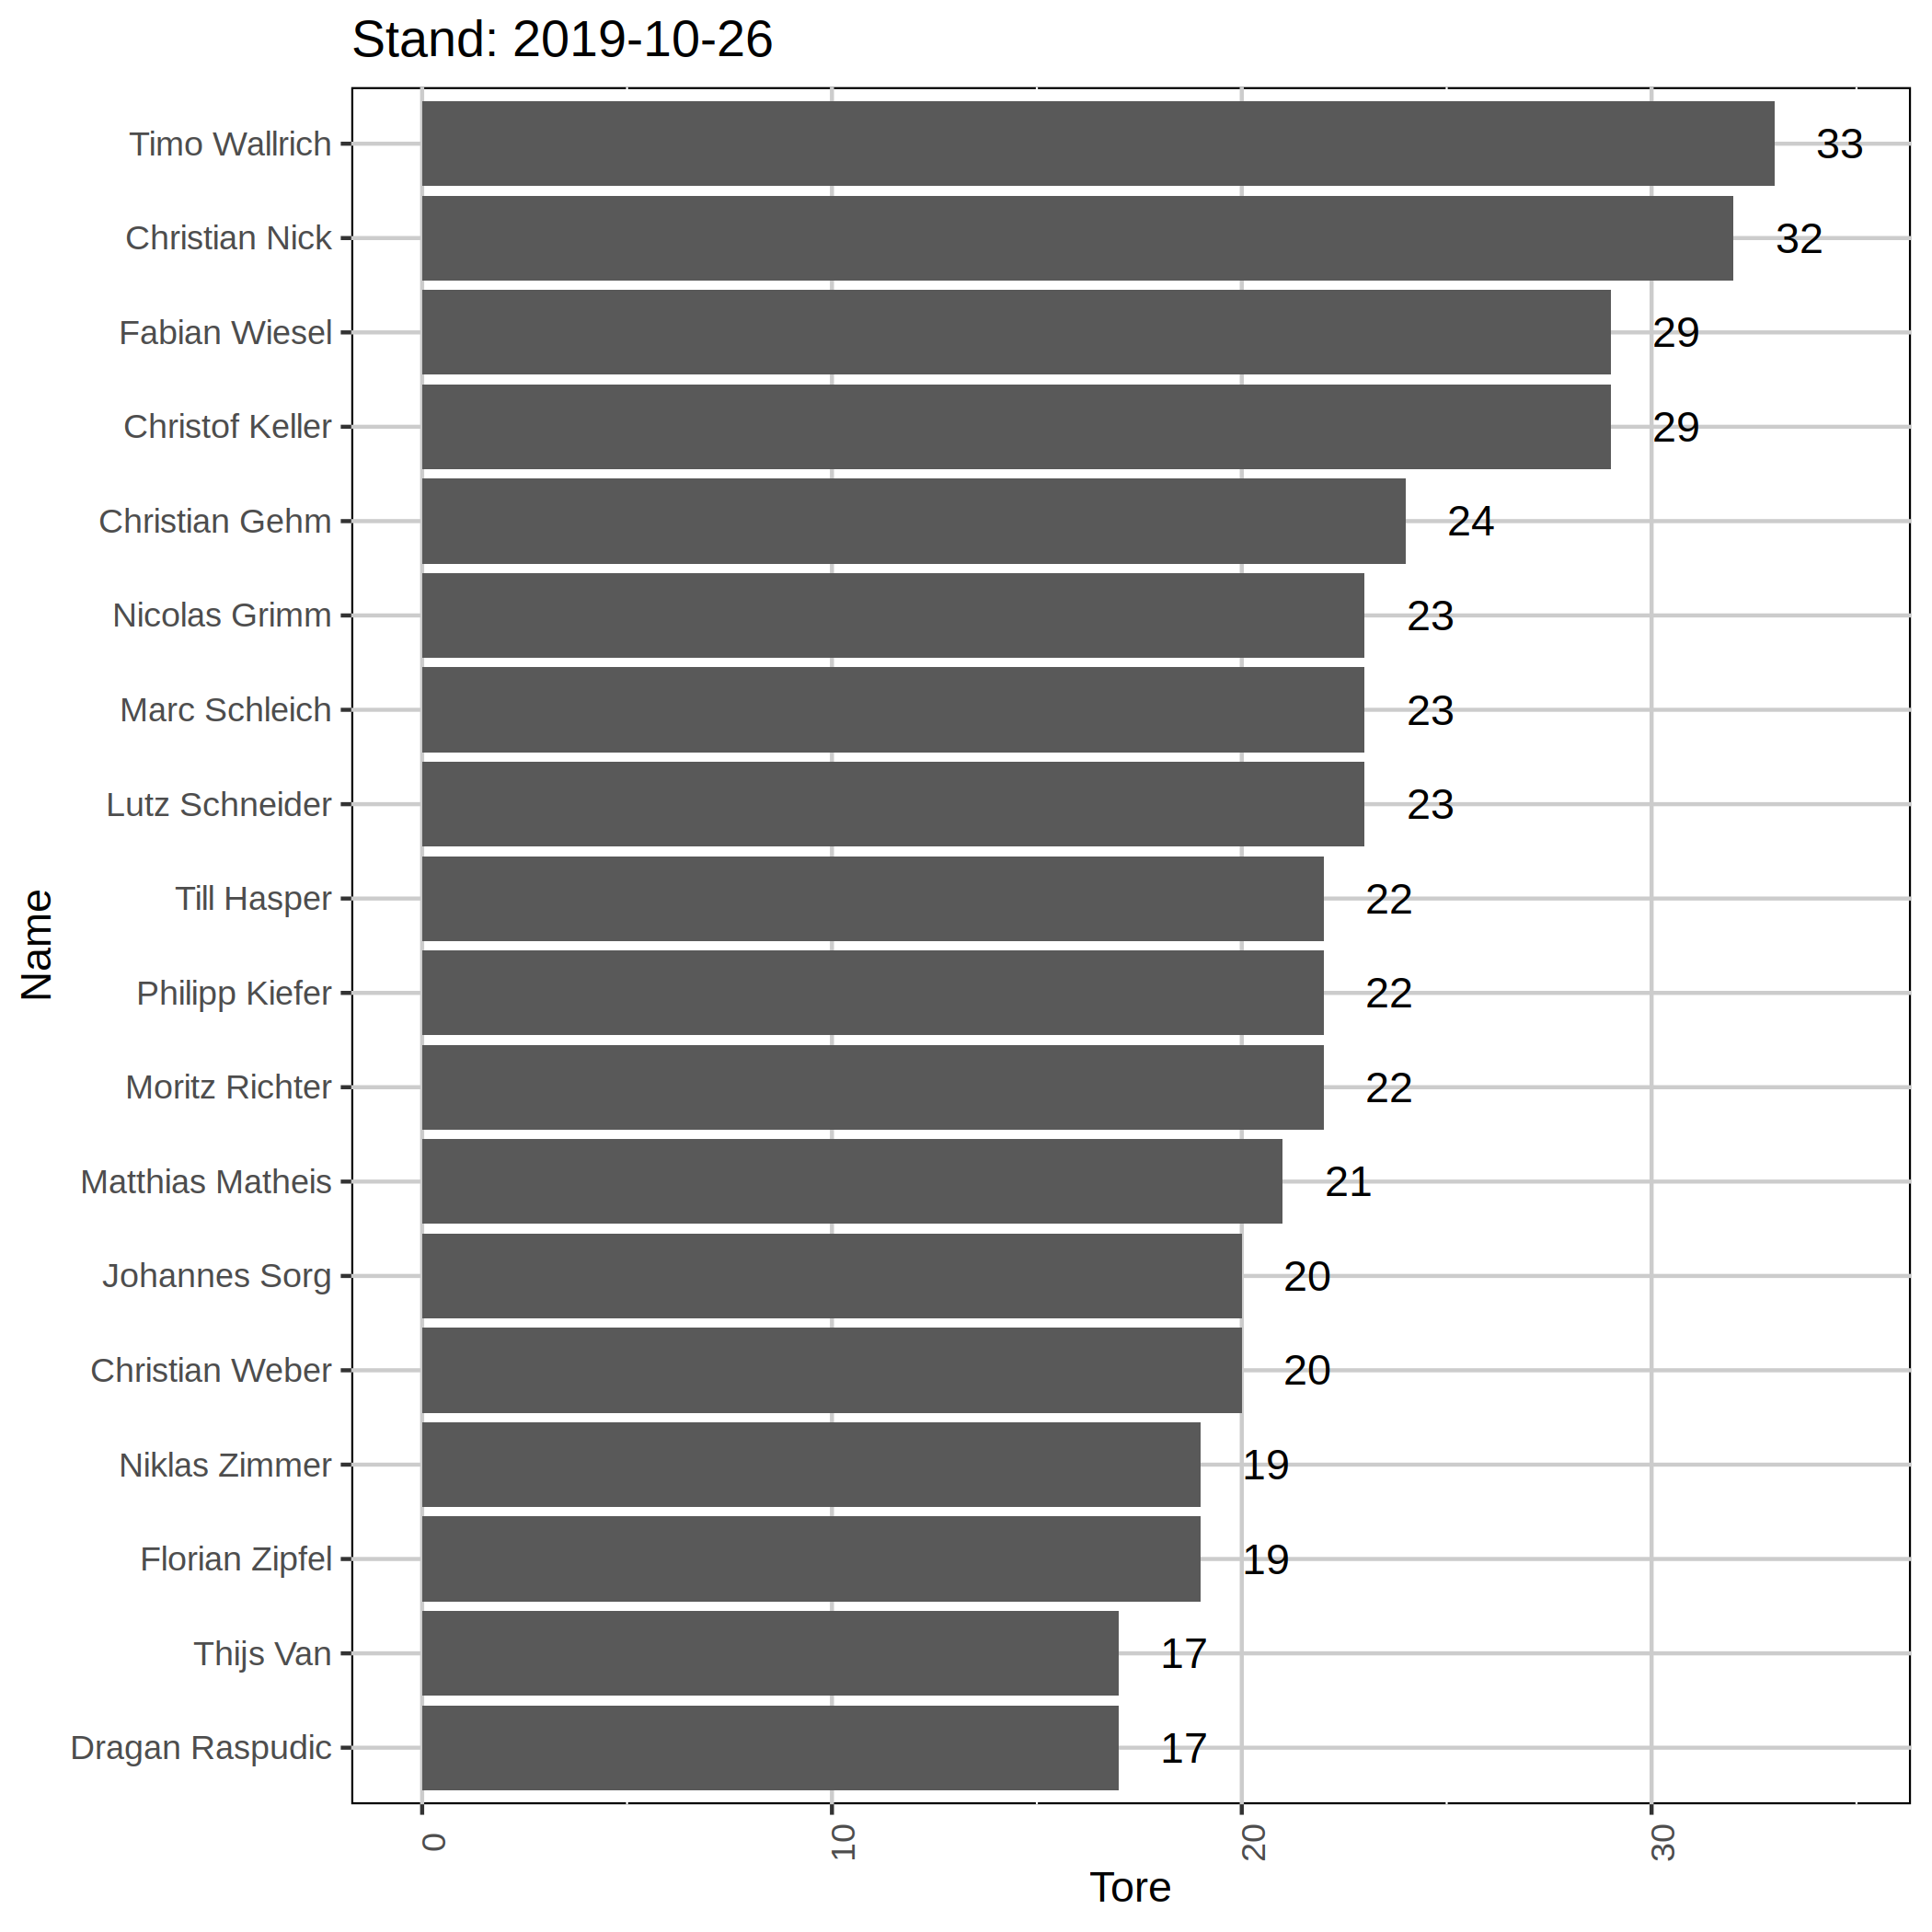 Stand: 2019-10-26
Timo Wallrich 33
Christian Nick 32
Fabian Wiesel 29
Christof Keller 29
Christian Gehm 24
Nicolas Grimm 23
Marc Schleich 23
Lutz Schneider 23
Till Hasper 22
Philipp Kiefer 22
Moritz Richter 22
Matthias Matheis 21
Johannes Sorg 20
Christian Weber 20
Niklas Zimmer 19
Florian Zipfel 19
Thijs Van 17
Dragan Raspudic 17
Name
0 10 20 30
Tore